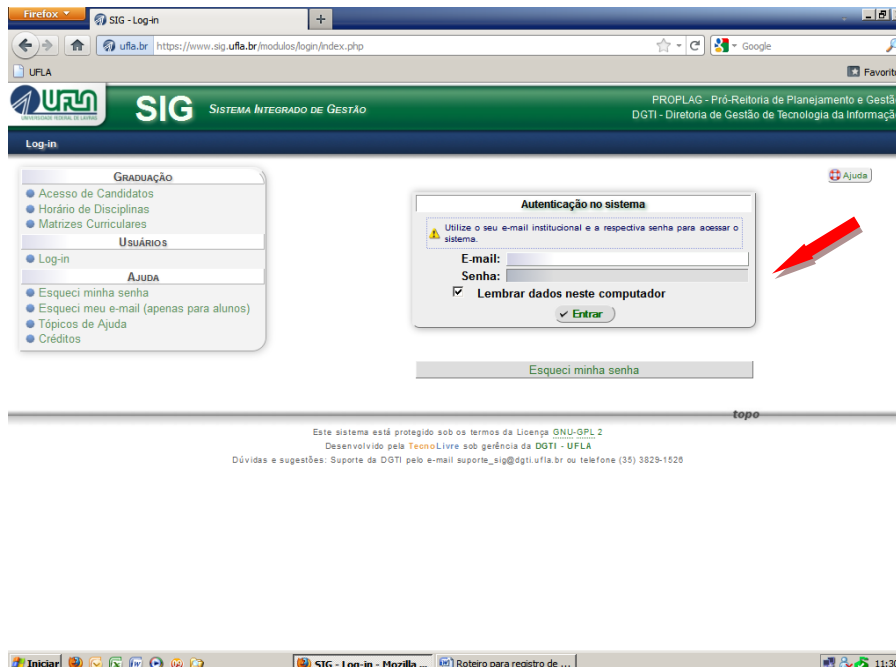 Firefox
SIG - Log-in
ufla.br https://www.sig.ufla.br/modulos/login/index.php
Google
UFLA
Favorito
UFLA
UNIVERSIDADE FEDERAL DE LAVRAS
SIG SISTEMA INTEGRADO DE GESTÃO
PROPLAG - Pró-Reitoria de Planejamento e Gestã
DGTI - Diretoria de Gestão de Tecnologia da Informaçã
Log-in
GRADUAÇÃO
Acesso de Candidatos
Horário de Disciplinas
Matrizes Curriculares
USUÁRIOS
Log-in
AJUDA
Esqueci minha senha
Esqueci meu e-mail (apenas para alunos)
Tópicos de Ajuda
Créditos
Ajuda
Autenticação no sistema
Utilize o seu e-mail institucional e a respectiva senha para acessar o
sistema.
E-mail:
Senha:
Lembrar dados neste computador
Entrar
Esqueci minha senha
topo
Este sistema está protegido sob os termos da Licença GNU-GPL 2
Desenvolvido pela TecnoLivre sob gerência da DGTI - UFLA
Dúvidas e sugestões: Suporte da DGTI pelo e-mail suporte_sig@dgti.ufla.br ou telefone (35) 3829-1526
Iniciar
SIG - Log-in - Mozilla ...
Roteiro para registro de ...